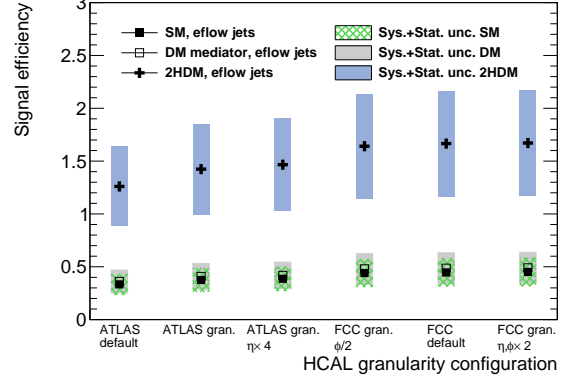 Signal efficiency
3
2.5
2
1.5
1
0.5
0
SM, eflow jets
DM mediator, eflow jets
2HDM, eflow jets
Sys.+Stat. unc. SM
Sys.+Stat. unc. DM
Sys.+Stat. unc. 2HDM
ATLAS
default
ATLAS gran.
ATLAS gran.
η× 4
FCC gran.
ϕ/2
FCC
default
FCC gran.
η,ϕ× 2
HCAL granularity configuration